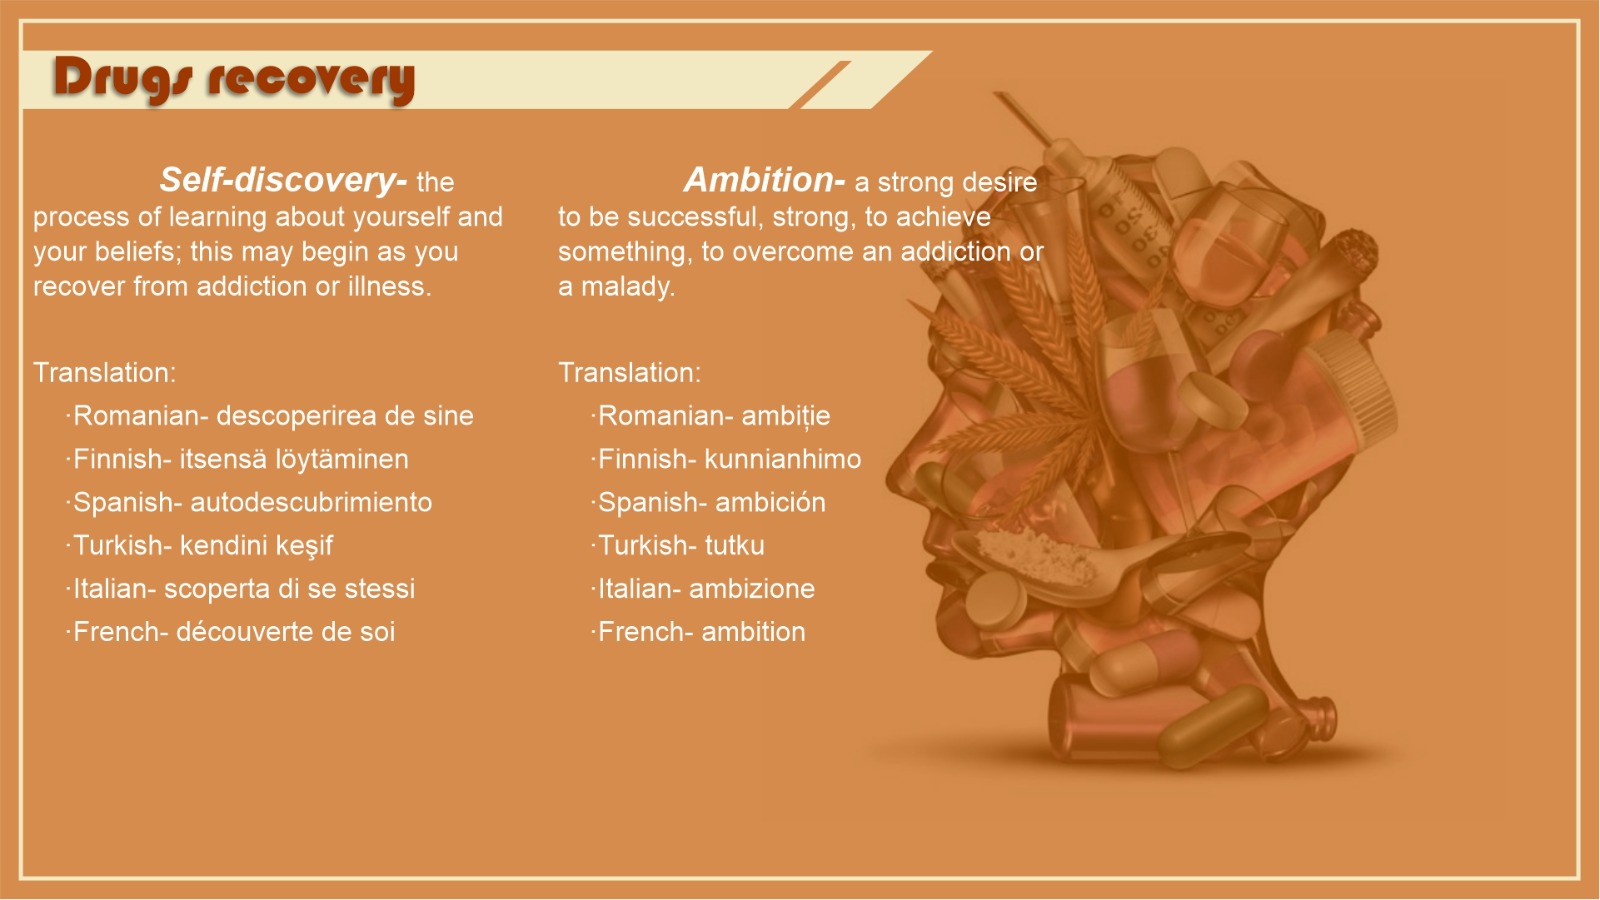 Drugs recovery
Self-discovery- the
process of learning about yourself and
your beliefs; this may begin as you
recover from addiction or illness.
Translation:
·Romanian- descoperirea de sine
·Finnish- itsensä löytäminen
·Spanish- autodescubrimiento
·Turkish- kendini keşif
·Italian- scoperta di se stessi
·French- découverte de soi
Ambition- a strong desire
to be successful, strong, to achieve
something, to overcome an addiction or
a malady.
Translation:
·Romanian- ambiție
·Finnish- kunnianhimo
·Spanish- ambición
·Turkish- tutku
·Italian- ambizione
·French- ambition